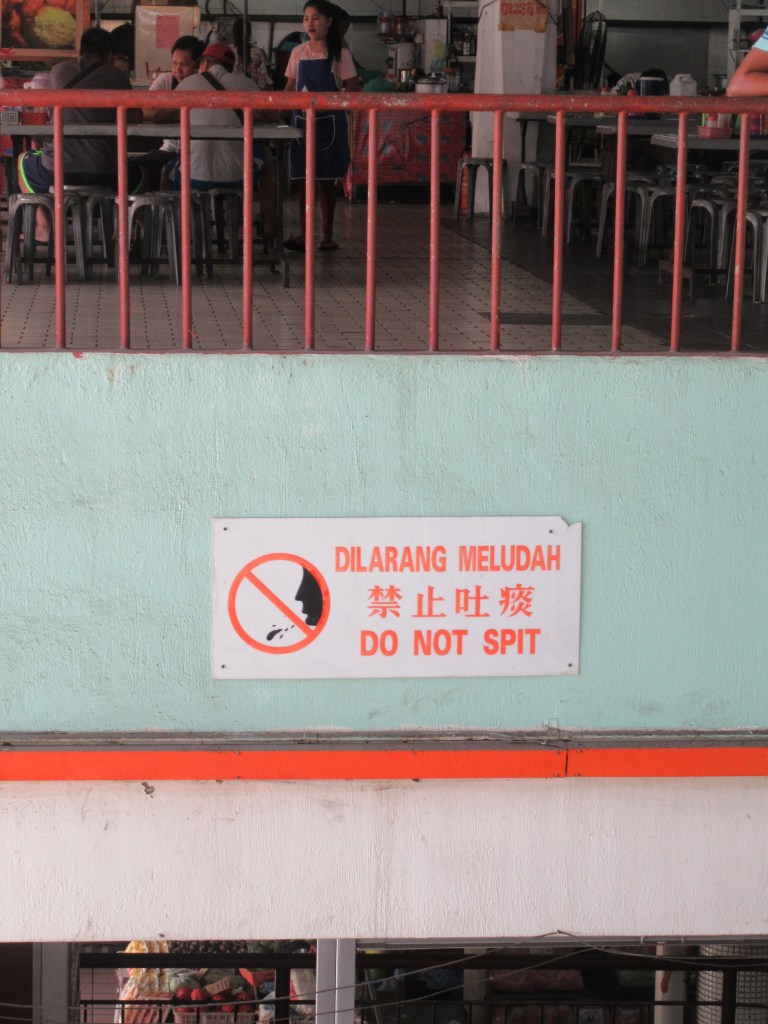 DILARANG MELUDAH
禁止吐痰
DO NOT SPIT